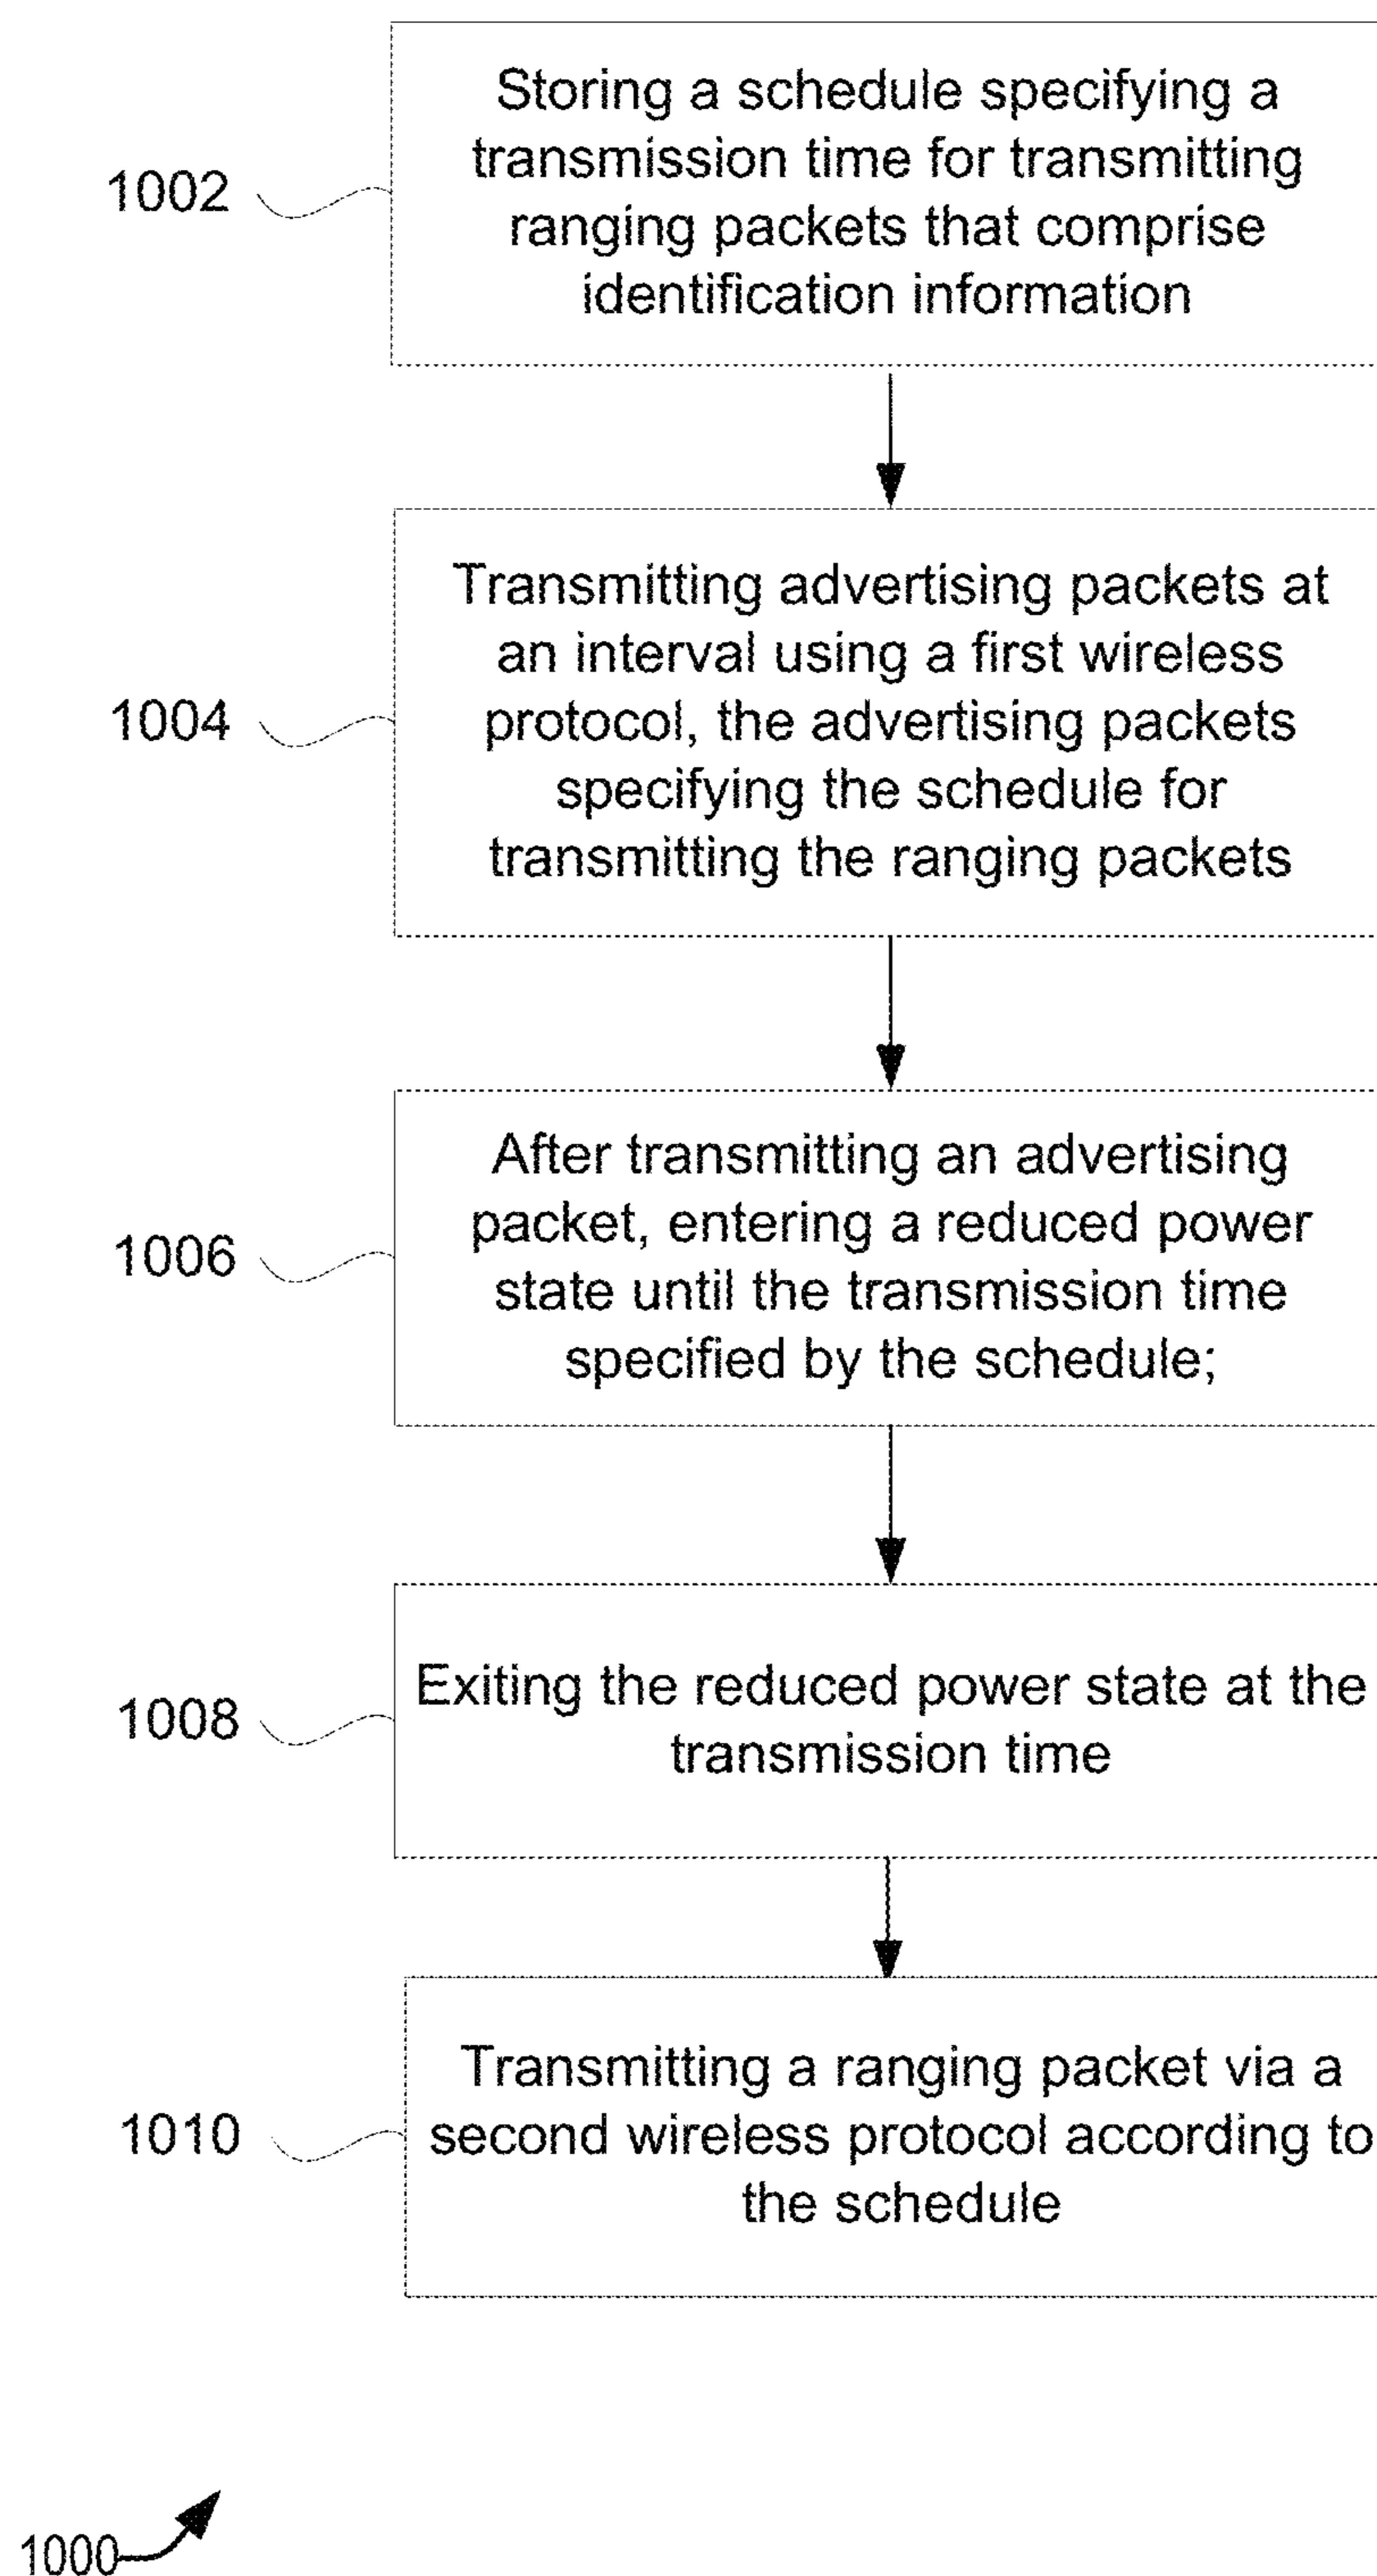 Storing a schedule specifying a
transmission time for transmitting
1002
ranging packets that comprise
identification information
Transmitting advertising packets at
an interval using a first wireless
1004
protocol, the advertising packets
specifying the schedule for
transmitting the ranging packets
After transmitting an advertising
packet, entering a reduced power
1006
state until the transmission time
specified by the schedule;
Exiting the reduced power state at the
1008
transmission time
Transmitting a ranging packet via a
1010
second wireless protocol according to
the schedule
1000